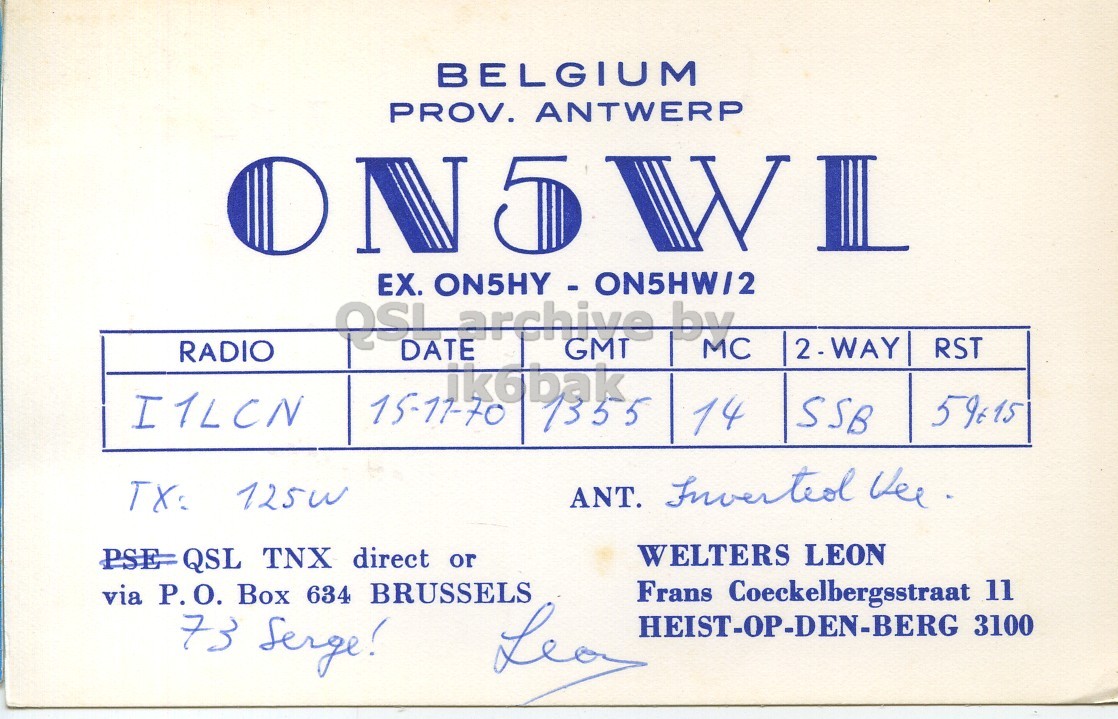 BELGIUM
PROV. ANTWERP
ON5WL
EX. ON5HY - ON5HW/2
QSL archive by
ik6bak
RADIO DATE GMT MC 2-WAY RST
I1LCN 15-11-70 1355 14 SSB 59+15
TX: 125W ANT. Inverted Vee.
PSE QSL TNX direct or
via P.O. Box 634 BRUSSELS
WELTERS LEON
Frans Coeckelbergsstraat 11
HEIST-OP-DEN-BERG 3100
73 Serge! Leon